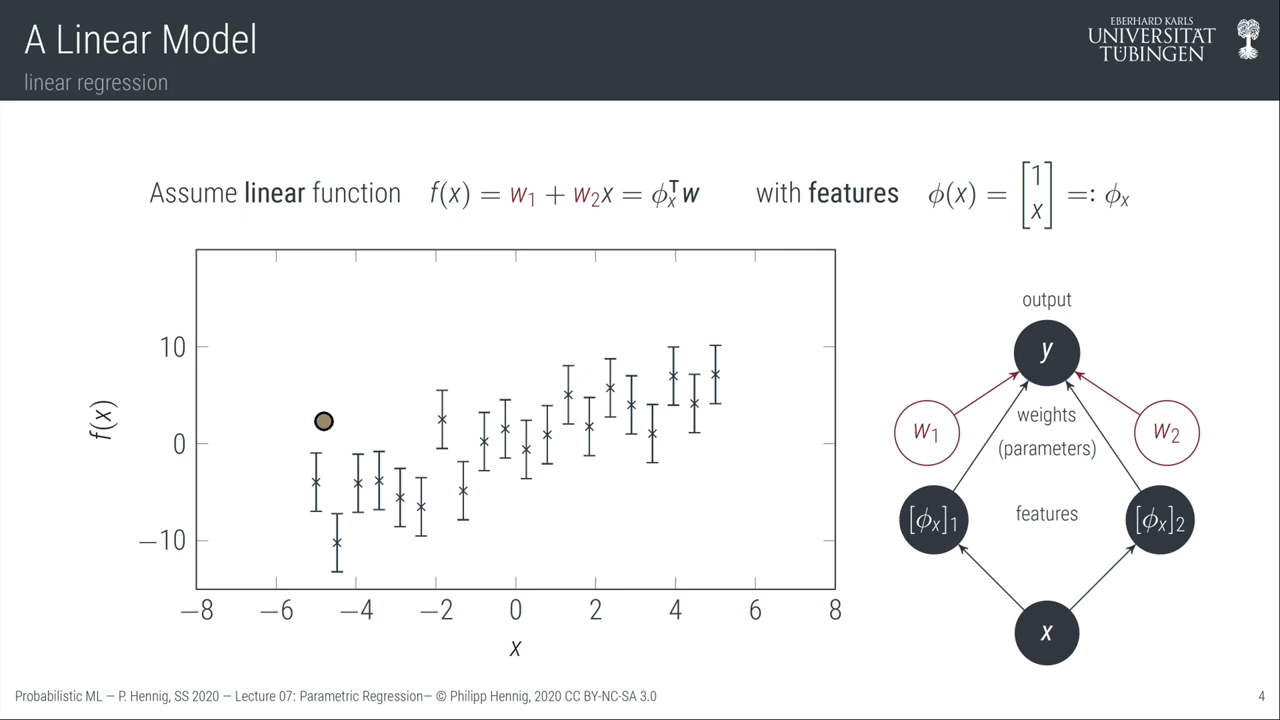 A Linear Model
linear regression
EBERHARD KARLS
UNIVERSITÄT
TÜBINGEN
Assume linear function f(x) = w₁ + w₂x = ϕₓᵀw with features ϕ(x) = [1 x] =: ϕₓ
10
0
−10
f(x)
−8 −6 −4 −2 0 2 4 6 8
x
output
y
w₁ weights w₂
(parameters)
[ϕₓ]₁ features [ϕₓ]₂
x
Probabilistic ML — P. Hennig, SS 2020 — Lecture 07: Parametric Regression— © Philipp Hennig, 2020 CC BY-NC-SA 3.0
4